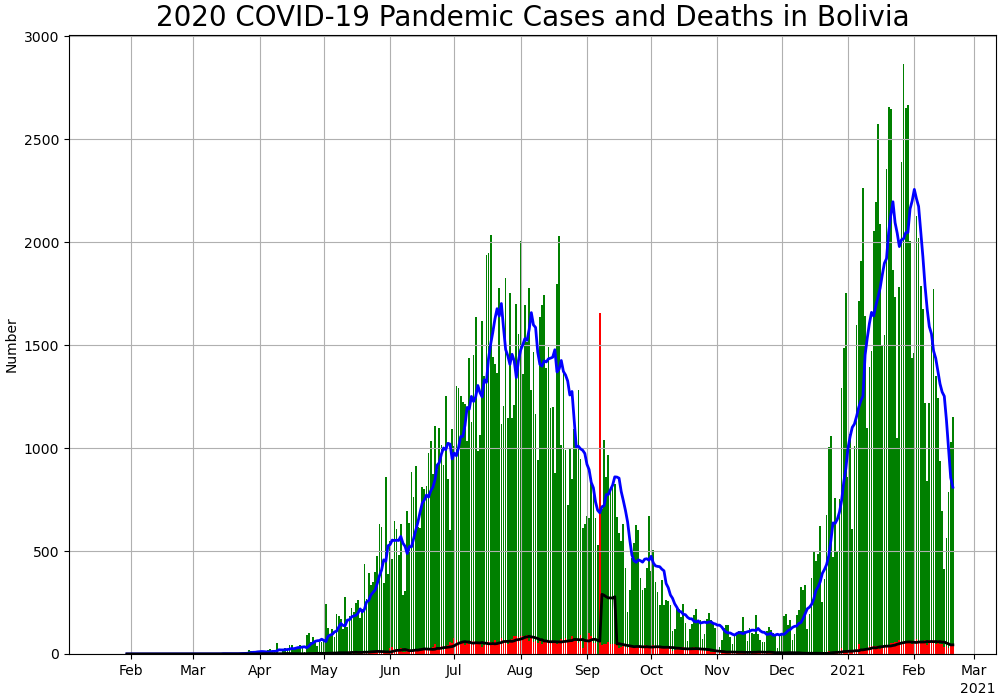 2020 COVID-19 Pandemic Cases and Deaths in Bolivia
3000
2500
2000
1500
1000
500
0
Number
Feb Mar Apr May Jun Jul Aug Sep Oct Nov Dec 2021 Feb Mar
2021